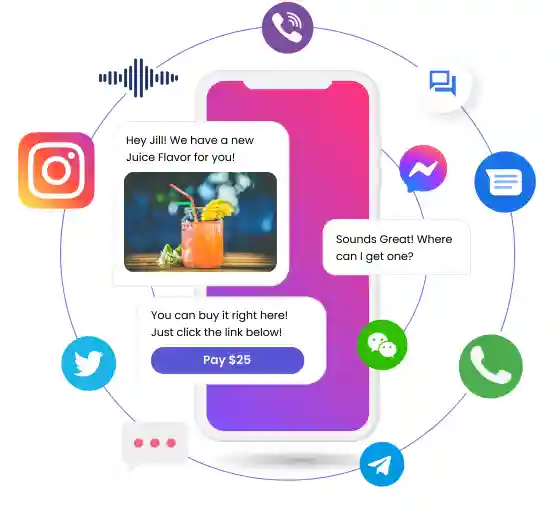 Hey Jill! We have a new
Juice Flavor for you!
Sounds Great! Where
can I get one?
You can buy it right here!
Just click the link below!
Pay $25